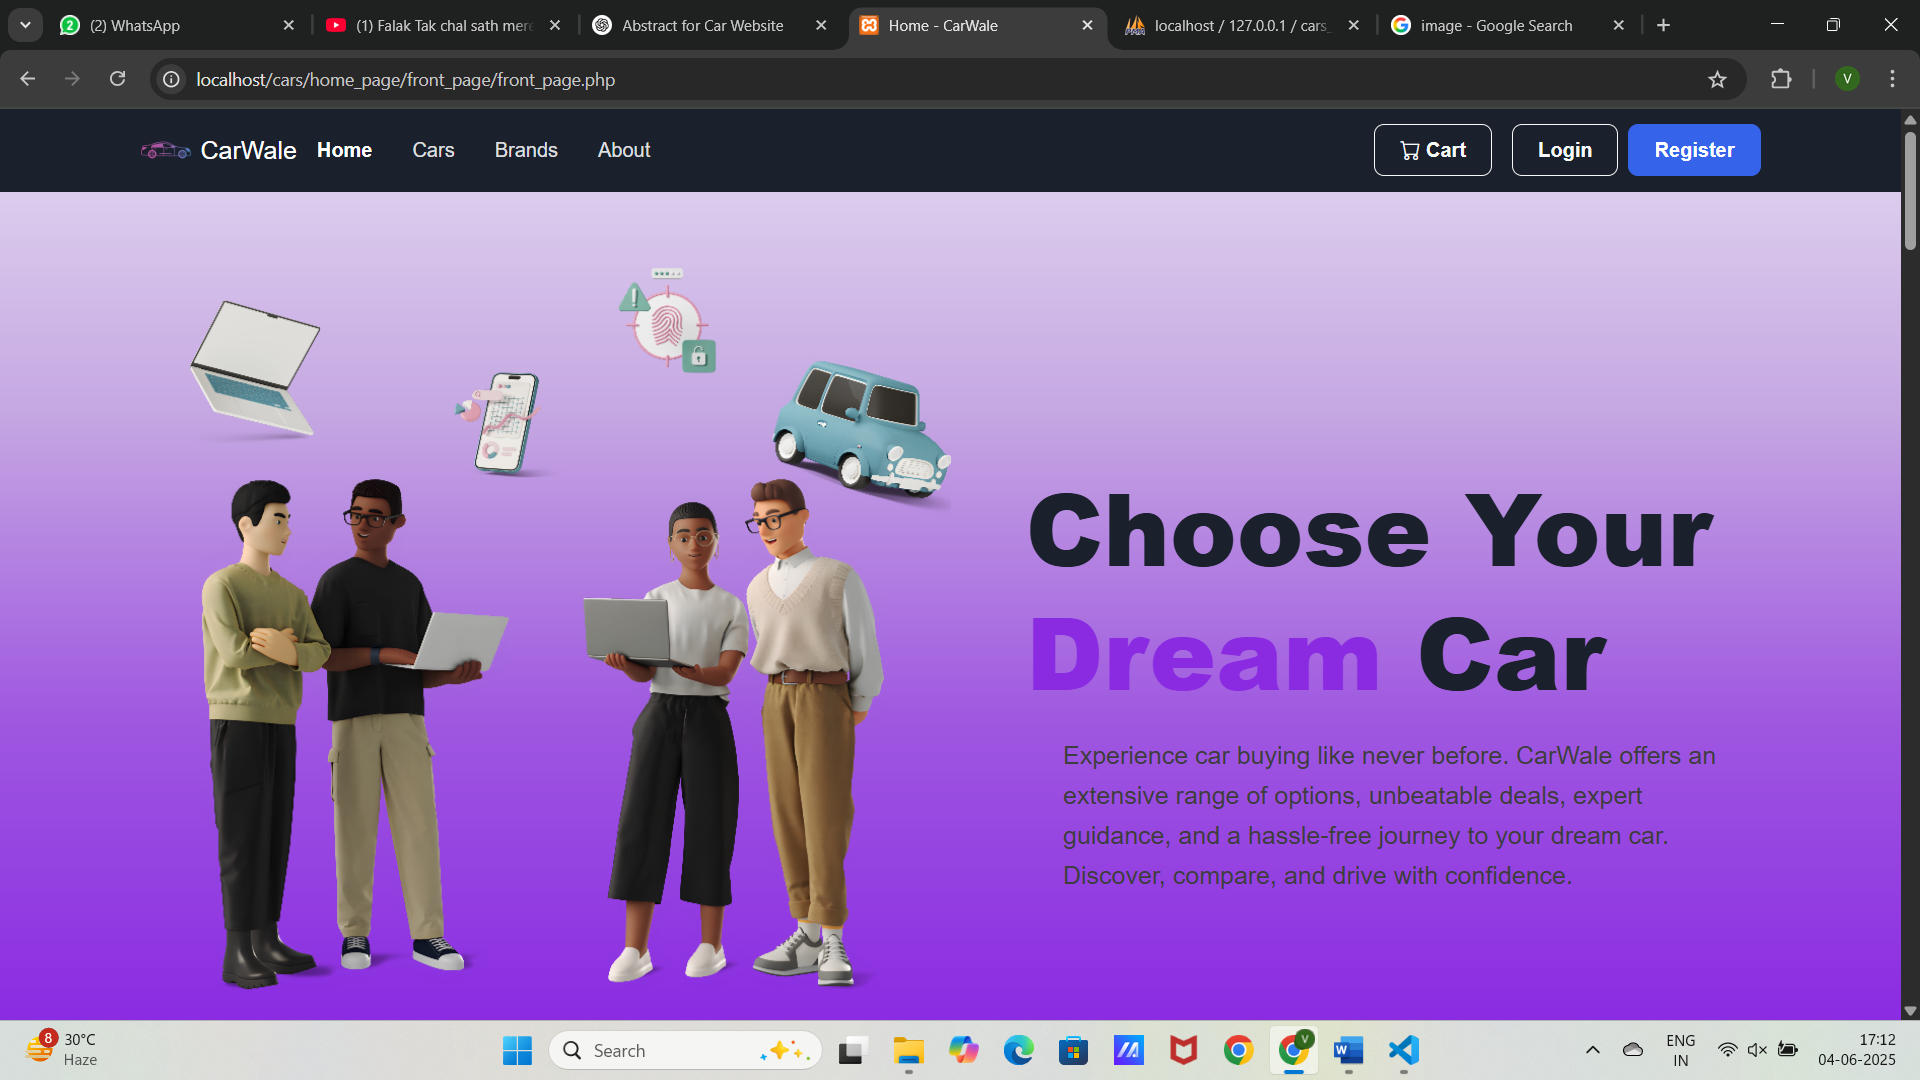 (2) WhatsApp
(1) Falak Tak chal sath mere
Abstract for Car Website
Home - CarWale
localhost / 127.0.0.1 / cars_
image - Google Search
localhost/cars/home_page/front_page/front_page.php
V
CarWale Home Cars Brands About Cart Login Register
Choose Your
Dream Car
Experience car buying like never before. CarWale offers an
extensive range of options, unbeatable deals, expert
guidance, and a hassle-free journey to your dream car.
Discover, compare, and drive with confidence.
8
30°C
Haze
Search
ENG
IN
17:12
04-06-2025